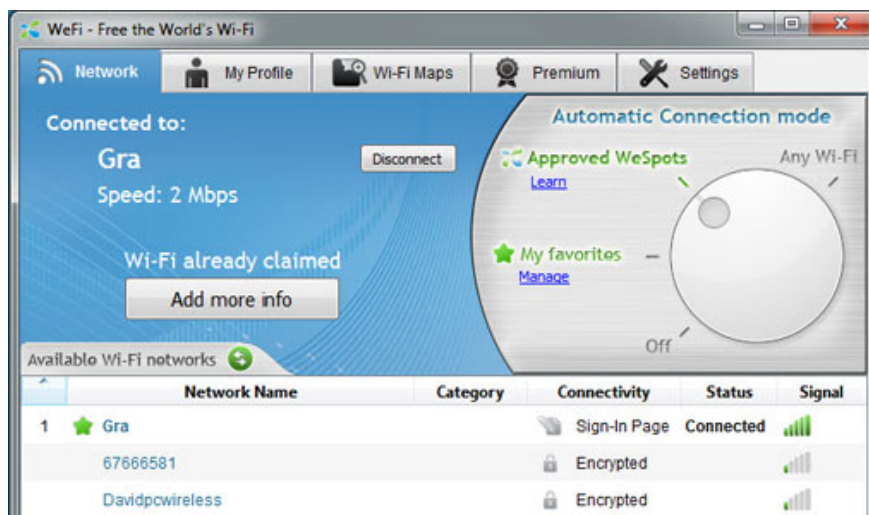 WeFi - Free the World's Wi-Fi
Network My Profile Wi-Fi Maps Premium Settings
Connected to:
Gra
Disconnect
Speed: 2 Mbps
Wi-Fi already claimed
Add more info
Automatic Connection mode
Approved WeSpots
Learn
Any Wi-Fi
My favorites
Manage
Off
Available Wi-Fi networks
Network Name Category Connectivity Status Signal
1 Gra Sign-In Page Connected
67666581 Encrypted
Davidpcwireless Encrypted